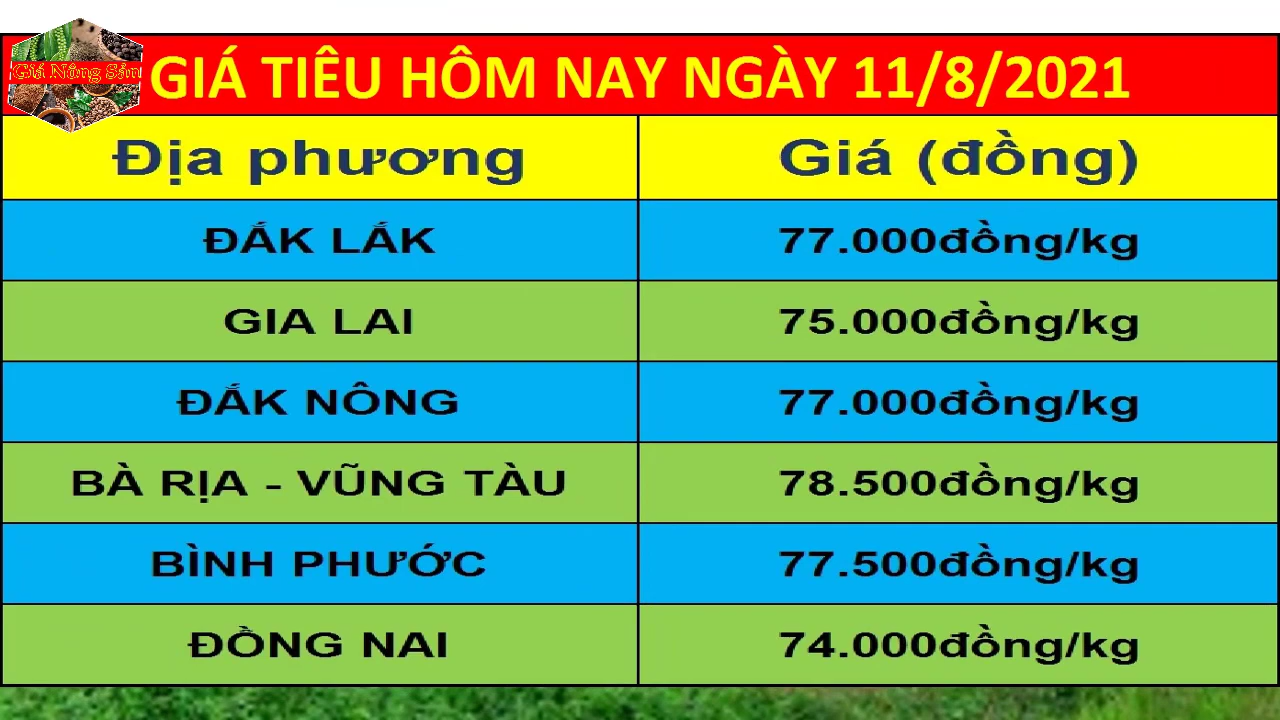 Giá Nông Sản
GIÁ TIÊU HÔM NAY NGÀY 11/8/2021
Địa phương Giá (đồng)
ĐẮK LẮK 77.000đồng/kg
GIA LAI 75.000đồng/kg
ĐẮK NÔNG 77.000đồng/kg
BÀ RỊA - VŨNG TÀU 78.500đồng/kg
BÌNH PHƯỚC 77.500đồng/kg
ĐỒNG NAI 74.000đồng/kg